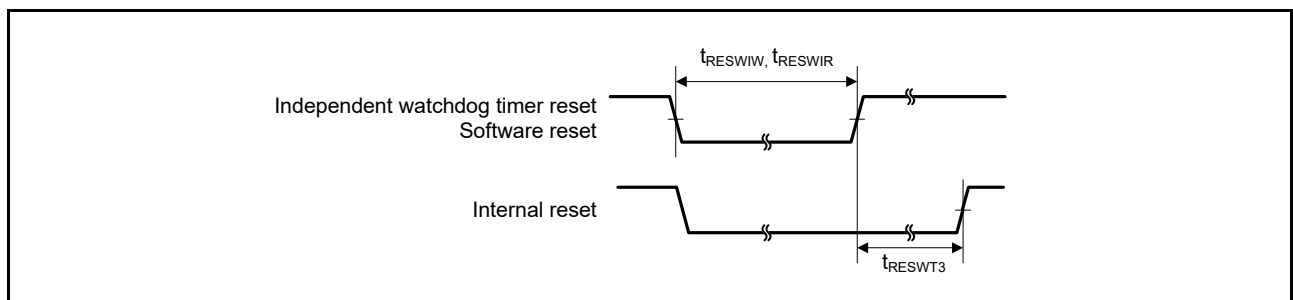 tRESWIW, tRESWIR
Independent watchdog timer reset
Software reset
Internal reset
tRESWT3